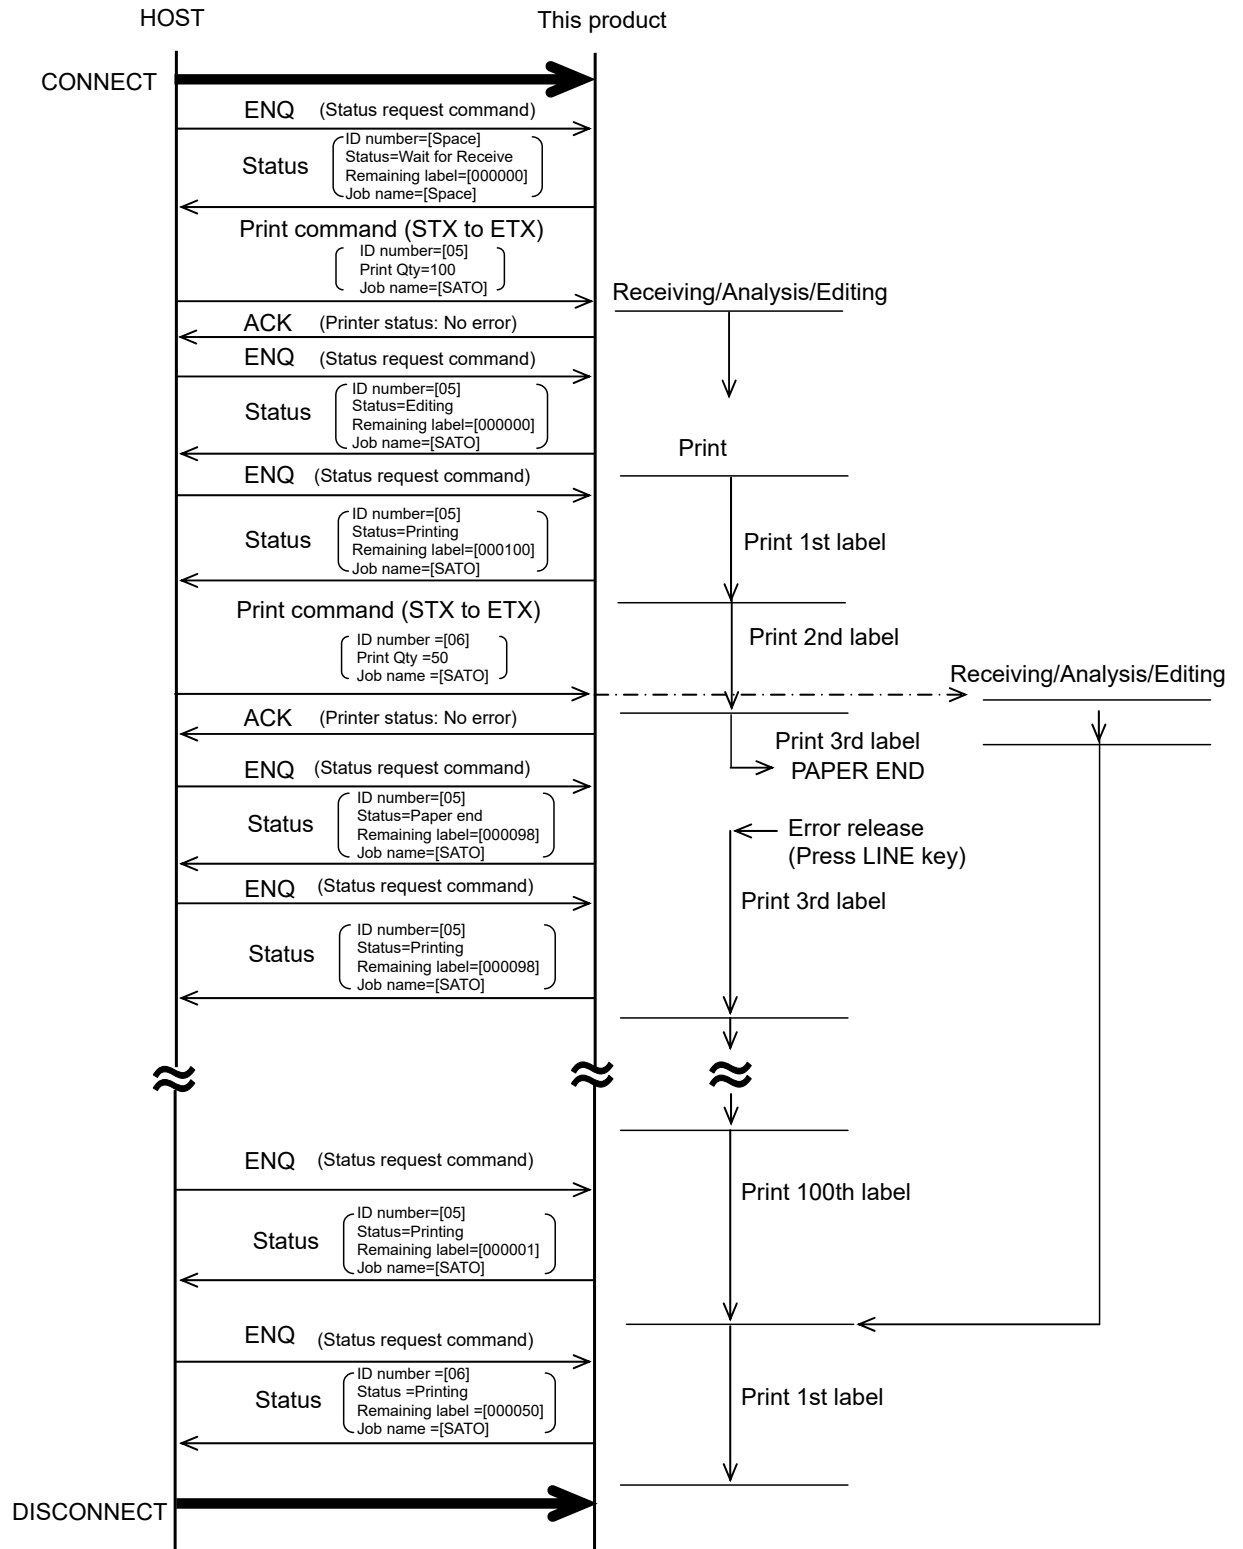 HOST
This product
CONNECT
ENQ (Status request command)
Status
ID number=[Space]
Status=Wait for Receive
Remaining label=[000000]
Job name=[Space]
Print command (STX to ETX)
ID number=[05]
Print Qty=100
Job name=[SATO]
Receiving/Analysis/Editing
ACK (Printer status: No error)
ENQ (Status request command)
Status
ID number=[05]
Status=Editing
Remaining label=[000000]
Job name=[SATO]
Print
ENQ (Status request command)
Status
ID number=[05]
Status=Printing
Remaining label=[000100]
Job name=[SATO]
Print 1st label
Print command (STX to ETX)
ID number =[06]
Print Qty =50
Job name =[SATO]
Print 2nd label
Receiving/Analysis/Editing
ACK (Printer status: No error)
Print 3rd label
PAPER END
ENQ (Status request command)
Status
ID number=[05]
Status=Paper end
Remaining label=[000098]
Job name=[SATO]
Error release
(Press LINE key)
ENQ (Status request command)
Print 3rd label
Status
ID number=[05]
Status=Printing
Remaining label=[000098]
Job name=[SATO]
ENQ (Status request command)
Print 100th label
Status
ID number=[05]
Status=Printing
Remaining label=[000001]
Job name=[SATO]
ENQ (Status request command)
Status
ID number =[06]
Status =Printing
Remaining label =[000050]
Job name =[SATO]
Print 1st label
DISCONNECT